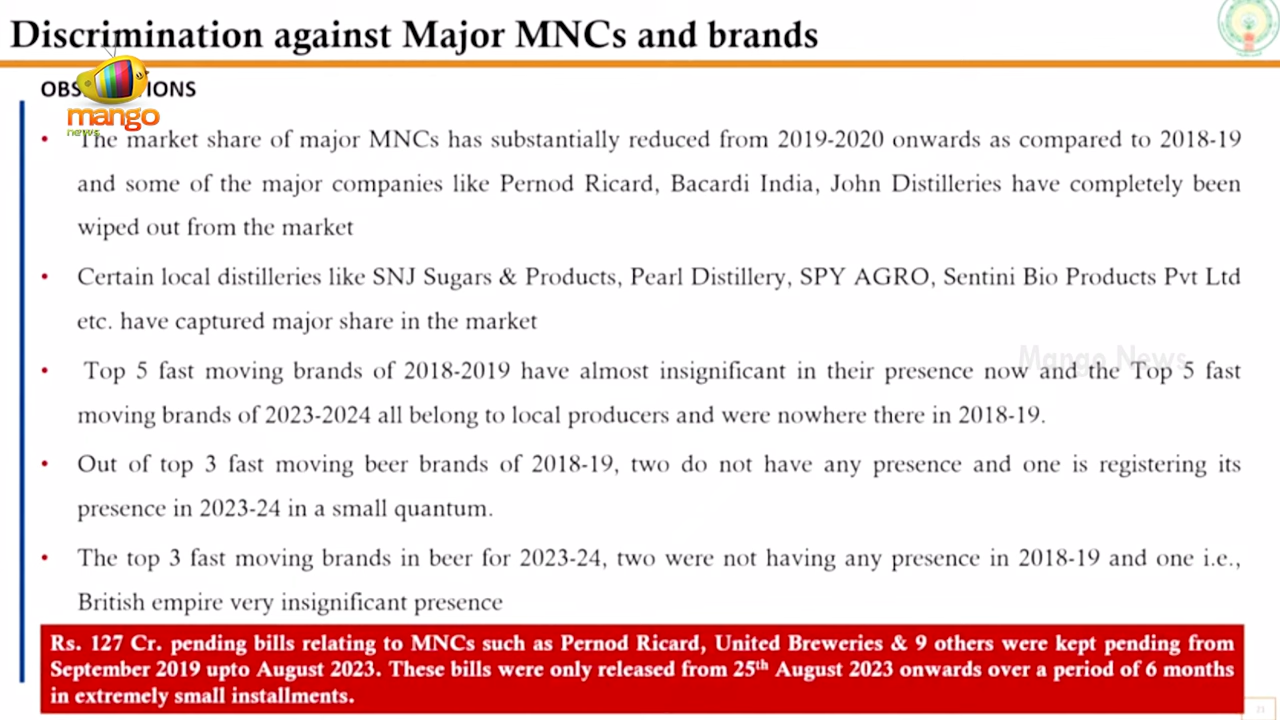 Discrimination against Major MNCs and brands
OBS TIONS
mango
news
• The market share of major MNCs has substantially reduced from 2019-2020 onwards as compared to 2018-19
and some of the major companies like Pernod Ricard, Bacardi India, John Distilleries have completely been
wiped out from the market
• Certain local distilleries like SNJ Sugars & Products, Pearl Distillery, SPY AGRO, Sentini Bio Products Pvt Ltd
etc. have captured major share in the market
Mango News
• Top 5 fast moving brands of 2018-2019 have almost insignificant in their presence now and the Top 5 fast
moving brands of 2023-2024 all belong to local producers and were nowhere there in 2018-19.
• Out of top 3 fast moving beer brands of 2018-19, two do not have any presence and one is registering its
presence in 2023-24 in a small quantum.
• The top 3 fast moving brands in beer for 2023-24, two were not having any presence in 2018-19 and one i.e.,
British empire very insignificant presence
Rs. 127 Cr. pending bills relating to MNCs such as Pernod Ricard, United Breweries & 9 others were kept pending from
September 2019 upto August 2023. These bills were only released from 25th August 2023 onwards over a period of 6 months
in extremely small installments.